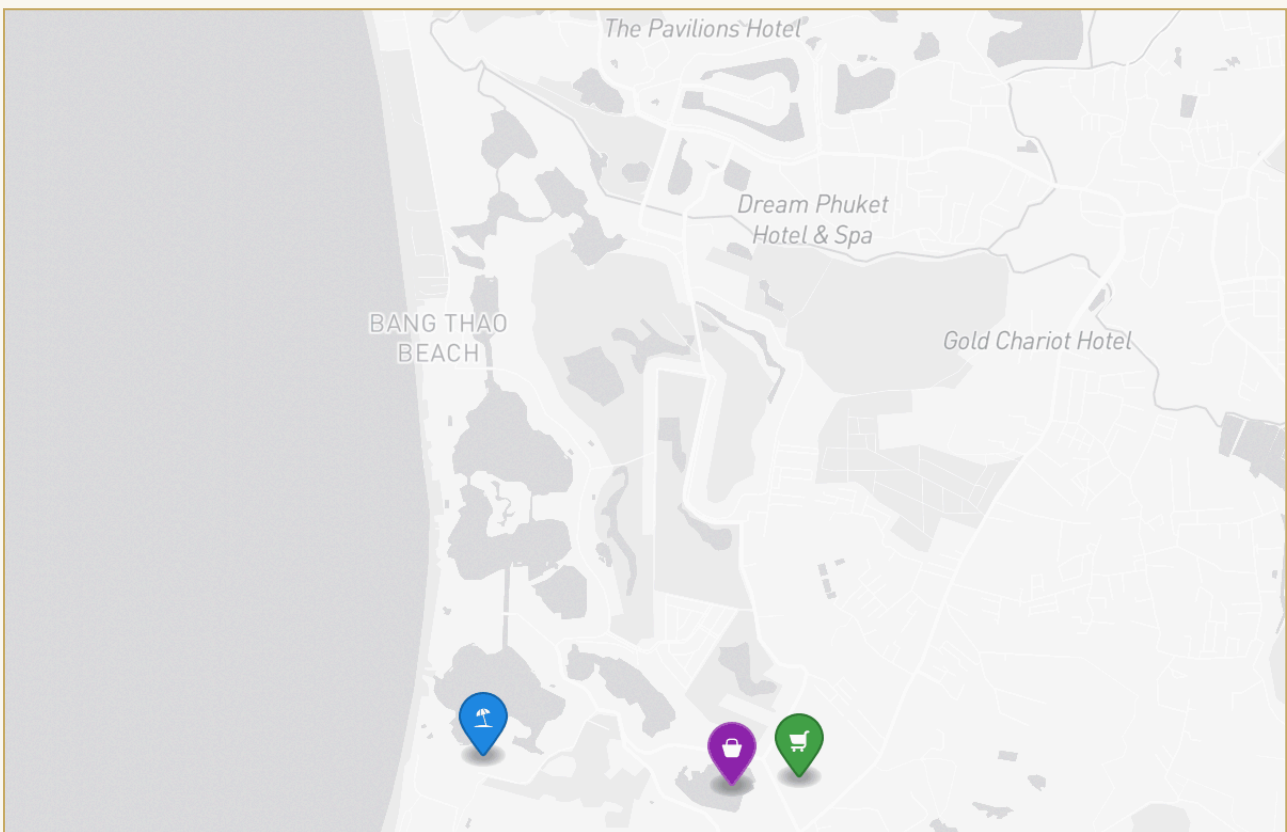 The Pavilions Hotel
Dream Phuket
Hotel & Spa
BANG THAO
BEACH
Gold Chariot Hotel